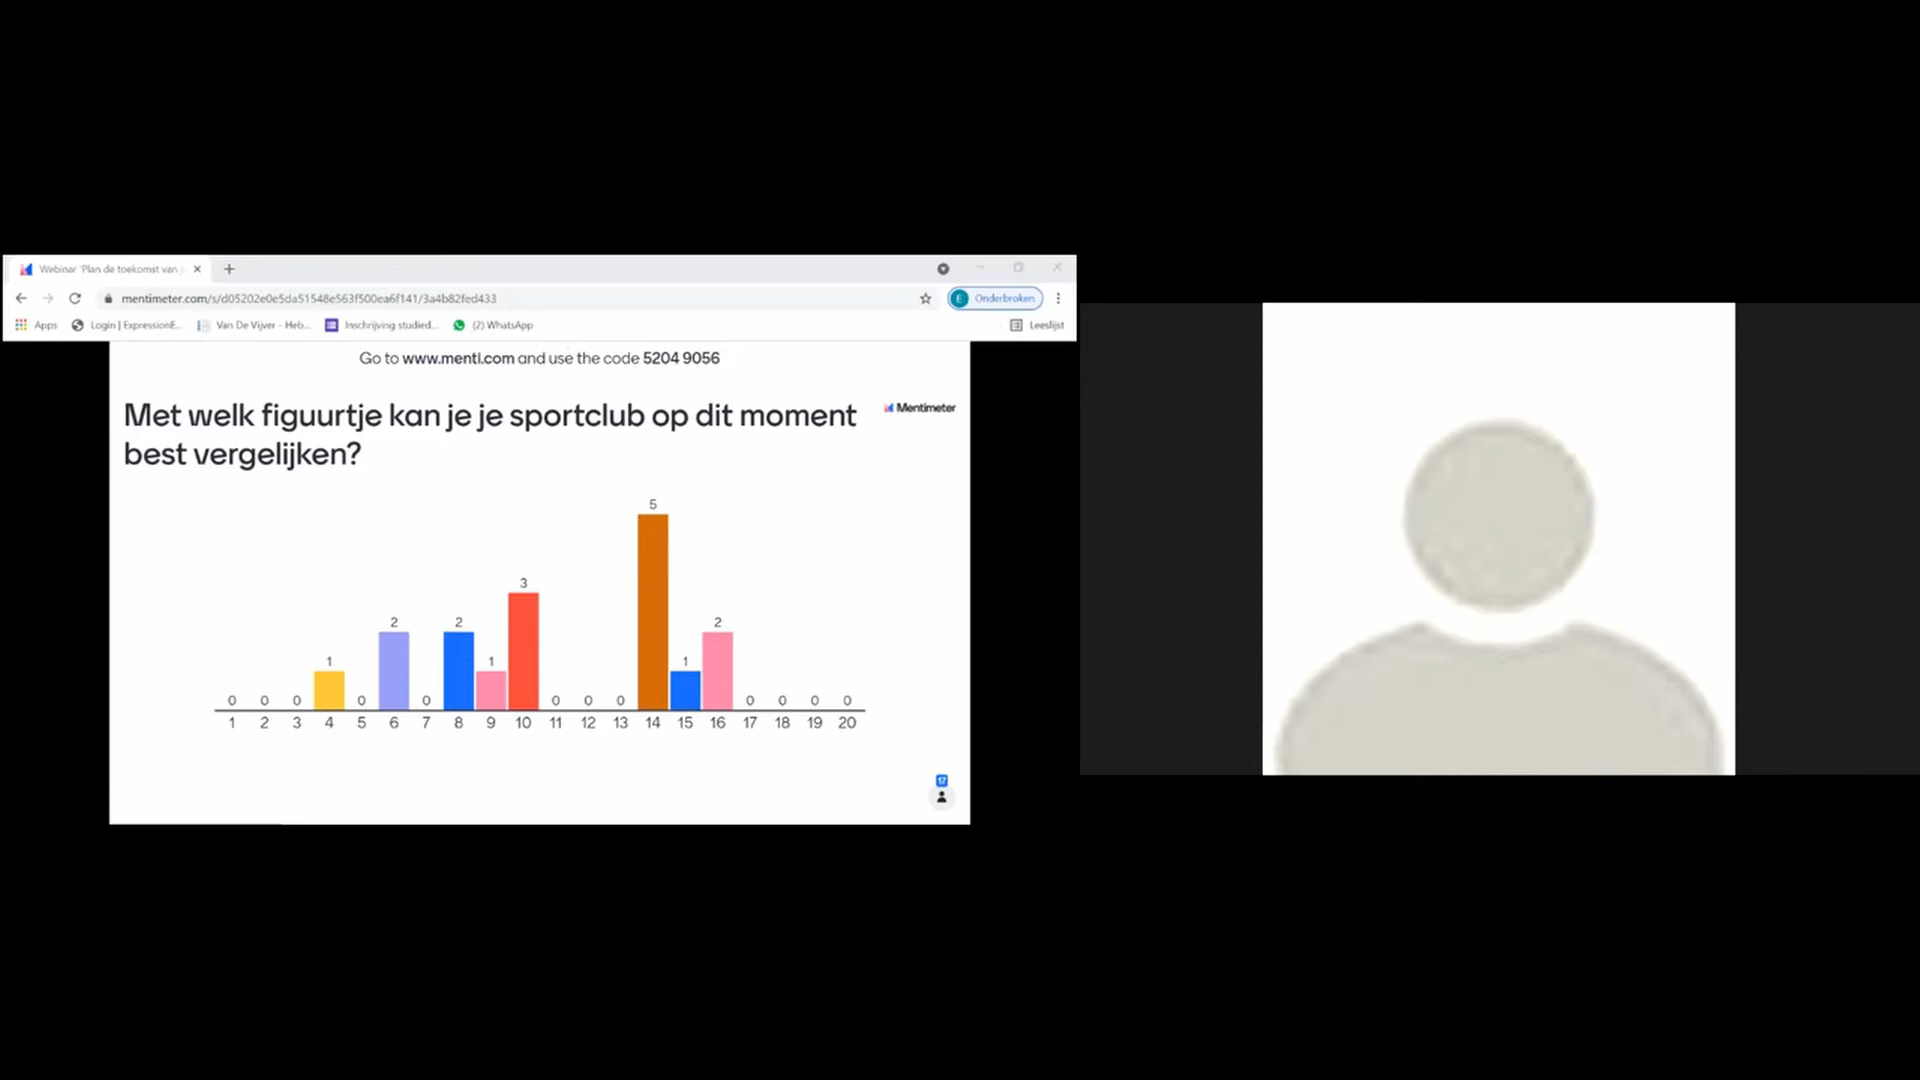 Webinar 'Plan de toekomst van
mentimeter.com/s/d05202e0e5da51548e563f500ea6f141/3a4b82fed433
E Onderbroken
Apps Login | ExpressionE... Van De Vijver - Heb... Inschrijving studied... (2) WhatsApp Leeslijst
Go to www.menti.com and use the code 5204 9056
Met welk figuurtje kan je je sportclub op dit moment
best vergelijken?
Mentimeter
0 0 0 1 0 2 0 2 1 3 0 0 0 5 1 2 0 0 0 0
1 2 3 4 5 6 7 8 9 10 11 12 13 14 15 16 17 18 19 20
17